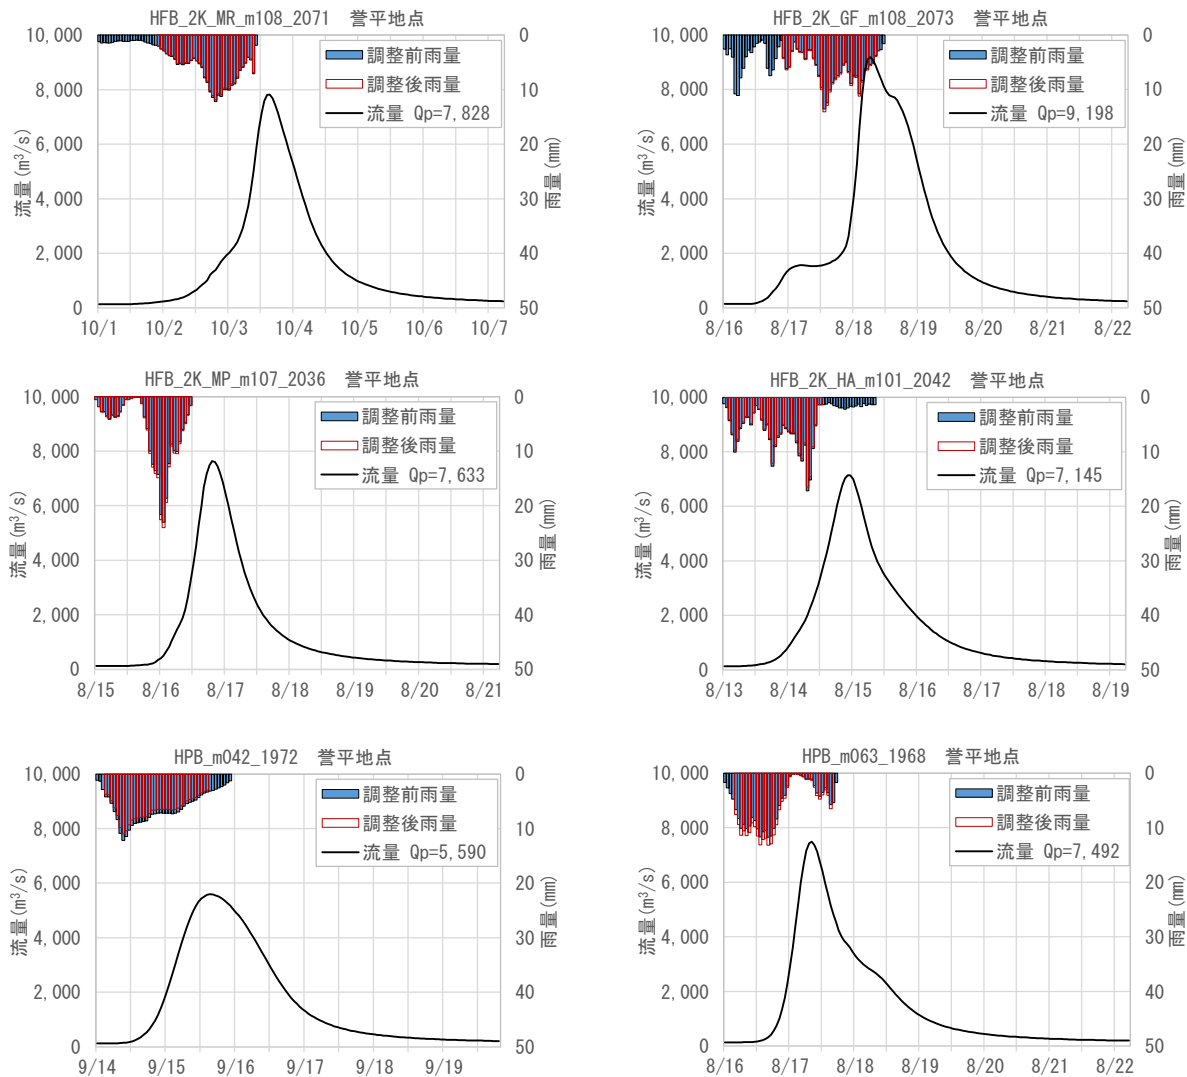 HFB_2K_MR_m108_2071 誉平地点
10,000
8,000
6,000
4,000
2,000
0
流量(m³/s)
0
10
20
30
40
50
雨量(mm)
調整前雨量
調整後雨量
流量 Qp=7,828
10/1 10/2 10/3 10/4 10/5 10/6 10/7
HFB_2K_GF_m108_2073 誉平地点
10,000
8,000
6,000
4,000
2,000
0
流量(m³/s)
0
10
20
30
40
50
雨量(mm)
調整前雨量
調整後雨量
流量 Qp=9,198
8/16 8/17 8/18 8/19 8/20 8/21 8/22
HFB_2K_MP_m107_2036 誉平地点
10,000
8,000
6,000
4,000
2,000
0
流量(m³/s)
0
10
20
30
40
50
雨量(mm)
調整前雨量
調整後雨量
流量 Qp=7,633
8/15 8/16 8/17 8/18 8/19 8/20 8/21
HFB_2K_HA_m101_2042 誉平地点
10,000
8,000
6,000
4,000
2,000
0
流量(m³/s)
0
10
20
30
40
50
雨量(mm)
調整前雨量
調整後雨量
流量 Qp=7,145
8/13 8/14 8/15 8/16 8/17 8/18 8/19
HPB_m042_1972 誉平地点
10,000
8,000
6,000
4,000
2,000
0
流量(m³/s)
0
10
20
30
40
50
雨量(mm)
調整前雨量
調整後雨量
流量 Qp=5,590
9/14 9/15 9/16 9/17 9/18 9/19
HPB_m063_1968 誉平地点
10,000
8,000
6,000
4,000
2,000
0
流量(m³/s)
0
10
20
30
40
50
雨量(mm)
調整前雨量
調整後雨量
流量 Qp=7,492
8/16 8/17 8/18 8/19 8/20 8/21 8/22